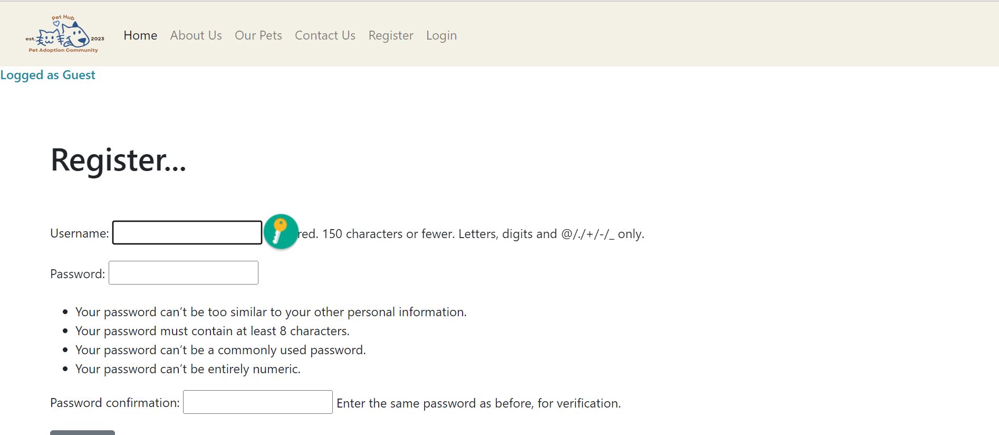 Pet Hub
est. 2023
Pet Adoption Community
Home About Us Our Pets Contact Us Register Login
Logged as Guest
Register...
Username: red. 150 characters or fewer. Letters, digits and @/./+/-/_ only.
Password:
Your password can’t be too similar to your other personal information.
Your password must contain at least 8 characters.
Your password can’t be a commonly used password.
Your password can’t be entirely numeric.
Password confirmation: Enter the same password as before, for verification.